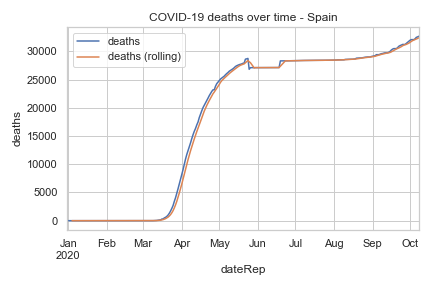 COVID-19 deaths over time - Spain
deaths
deaths (rolling)
30000
25000
20000
15000
10000
5000
0
deaths
Jan Feb Mar Apr May Jun Jul Aug Sep Oct
2020
dateRep